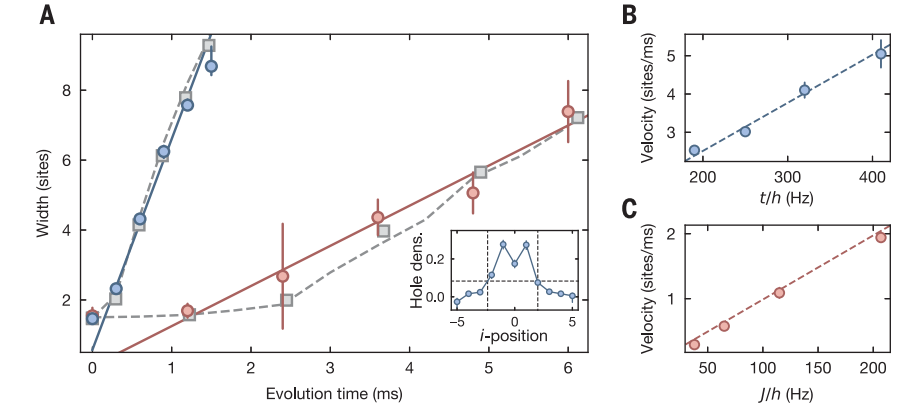 A
8
6
4
2
Width (sites)
0
1
2
3
4
5
6
Evolution time (ms)
0.2
0.0
Hole dens.
−5
0
5
i-position
B
5
4
3
Velocity (sites/ms)
200
300
400
t/h (Hz)
C
2
1
Velocity (sites/ms)
50
100
150
200
J/h (Hz)